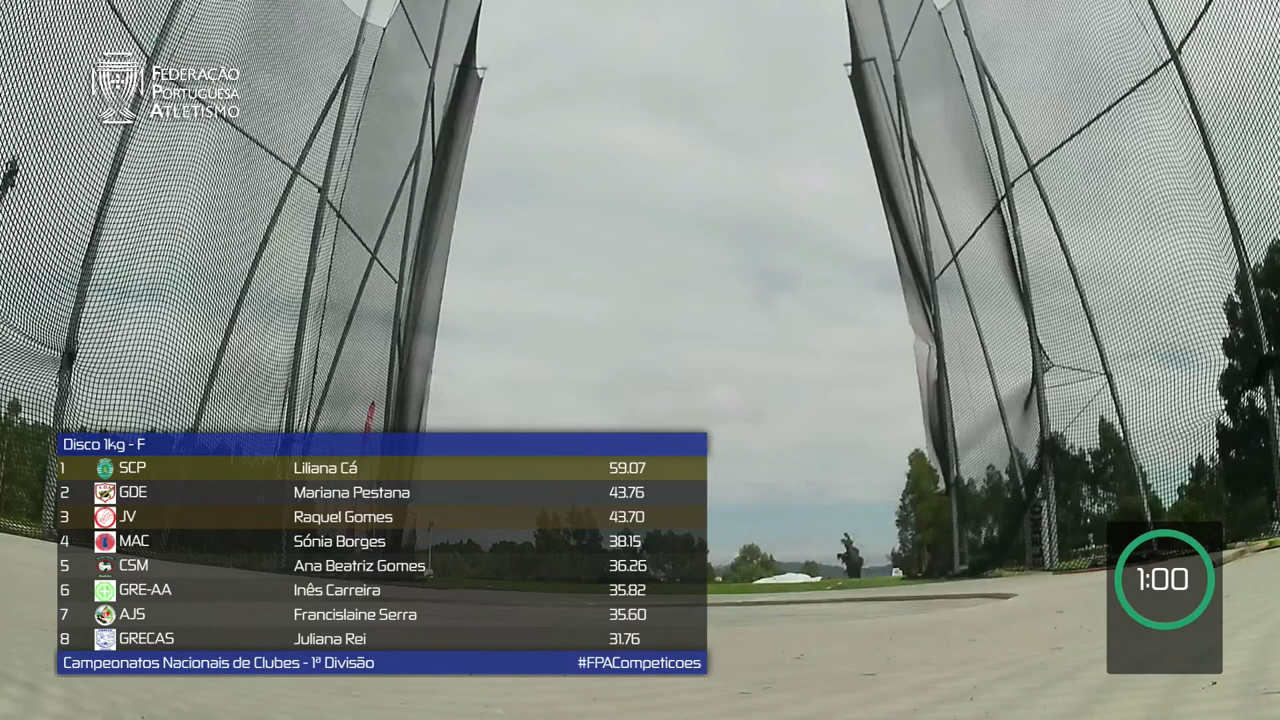 FEDERAÇÃO
PORTUGUESA
ATLETISMO
Disco 1kg - F
1 SCP Liliana Cá 59.07
2 GDE Mariana Pestana 43.76
3 JV Raquel Gomes 43.70
4 MAC Sónia Borges 38.15
5 CSM Ana Beatriz Gomes 36.26
6 GRE-AA Inês Carreira 35.82
7 AJS Francislaine Serra 35.60
8 GRECAS Juliana Rei 31.76
Campeonatos Nacionais de Clubes - 1ª Divisão #FPACompeticoes
1:00